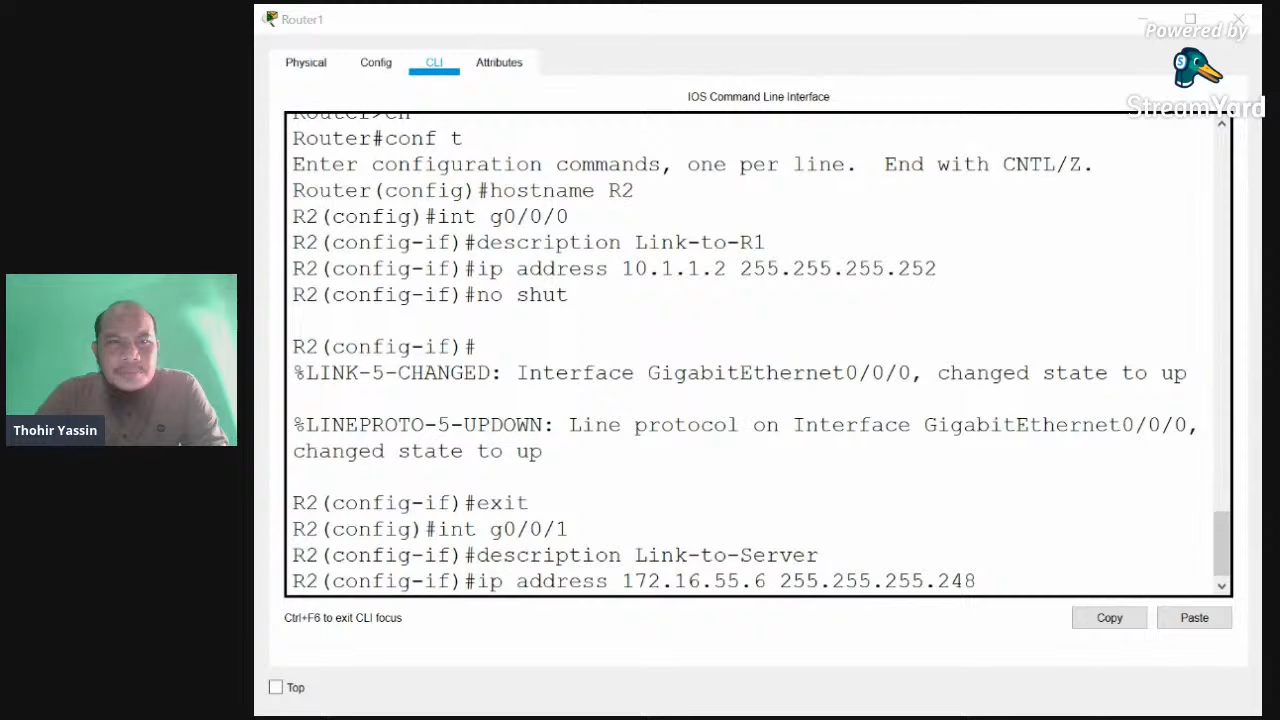 Router1
Powered by
StreamYard
Physical
Config
CLI
Attributes
IOS Command Line Interface
Router>en
Router#conf t
Enter configuration commands, one per line.  End with CNTL/Z.
Router(config)#hostname R2
R2(config)#int g0/0/0
R2(config-if)#description Link-to-R1
R2(config-if)#ip address 10.1.1.2 255.255.255.252
R2(config-if)#no shut
R2(config-if)#
%LINK-5-CHANGED: Interface GigabitEthernet0/0/0, changed state to up
%LINEPROTO-5-UPDOWN: Line protocol on Interface GigabitEthernet0/0/0,
changed state to up
R2(config-if)#exit
R2(config)#int g0/0/1
R2(config-if)#description Link-to-Server
R2(config-if)#ip address 172.16.55.6 255.255.255.248
Thohir Yassin
Ctrl+F6 to exit CLI focus
Copy
Paste
Top